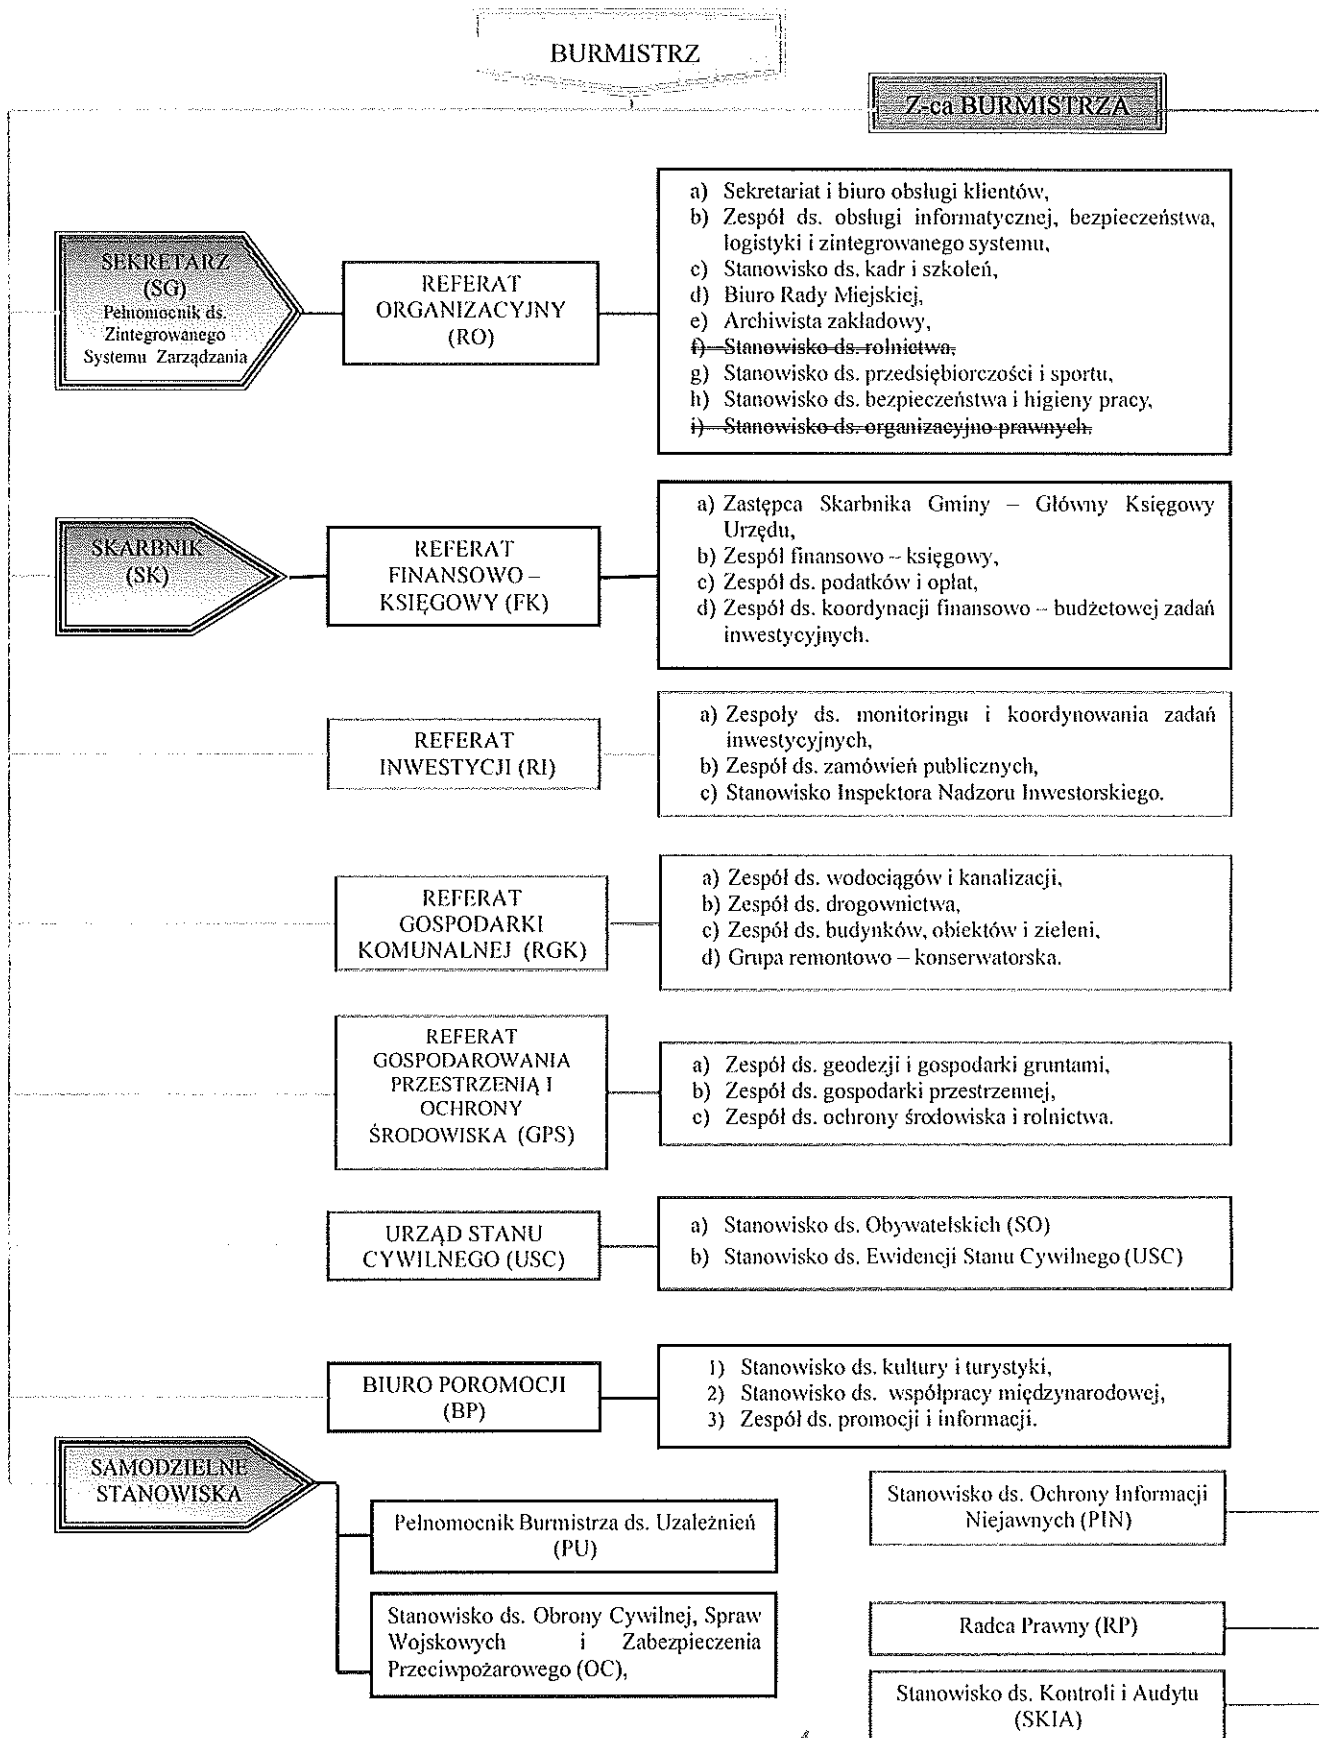 BURMISTRZ
Z-ca BURMISTRZA
SEKRETARZ
(SG)
Pełnomocnik ds.
Zintegrowanego
Systemu Zarządzania
REFERAT
ORGANIZACYJNY
(RO)
a) Sekretariat i biuro obsługi klientów,
b) Zespół ds. obsługi informatycznej, bezpieczeństwa,
logistyki i zintegrowanego systemu,
c) Stanowisko ds. kadr i szkoleń,
d) Biuro Rady Miejskiej,
e) Archiwista zakładowy,
f) Stanowisko ds. rolnictwa,
g) Stanowisko ds. przedsiębiorczości i sportu,
h) Stanowisko ds. bezpieczeństwa i higieny pracy,
i) Stanowisko ds. organizacyjno prawnych.
SKARBNIK
(SK)
REFERAT
FINANSOWO –
KSIĘGOWY (FK)
a) Zastępca Skarbnika Gminy – Główny Księgowy
Urzędu,
b) Zespół finansowo – księgowy,
c) Zespół ds. podatków i opłat,
d) Zespół ds. koordynacji finansowo – budżetowej zadań
inwestycyjnych.
REFERAT
INWESTYCJI (RI)
a) Zespoły ds. monitoringu i koordynowania zadań
inwestycyjnych,
b) Zespół ds. zamówień publicznych,
c) Stanowisko Inspektora Nadzoru Inwestorskiego.
REFERAT
GOSPODARKI
KOMUNALNEJ (RGK)
a) Zespół ds. wodociągów i kanalizacji,
b) Zespół ds. drogownictwa,
c) Zespół ds. budynków, obiektów i zieleni,
d) Grupa remontowo – konserwatorska.
REFERAT
GOSPODAROWANIA
PRZESTRZENIĄ I
OCHRONY
ŚRODOWISKA (GPS)
a) Zespół ds. geodezji i gospodarki gruntami,
b) Zespół ds. gospodarki przestrzennej,
c) Zespół ds. ochrony środowiska i rolnictwa.
URZĄD STANU
CYWILNEGO (USC)
a) Stanowisko ds. Obywatelskich (SO)
b) Stanowisko ds. Ewidencji Stanu Cywilnego (USC)
BIURO POROMOCJI
(BP)
1) Stanowisko ds. kultury i turystyki,
2) Stanowisko ds. współpracy międzynarodowej,
3) Zespół ds. promocji i informacji.
SAMODZIELNE
STANOWISKA
Pełnomocnik Burmistrza ds. Uzależnień
(PU)
Stanowisko ds. Obrony Cywilnej, Spraw
Wojskowych i Zabezpieczenia
Przeciwpożarowego (OC),
Stanowisko ds. Ochrony Informacji
Niejawnych (PIN)
Radca Prawny (RP)
Stanowisko ds. Kontroli i Audytu
(SKIA)